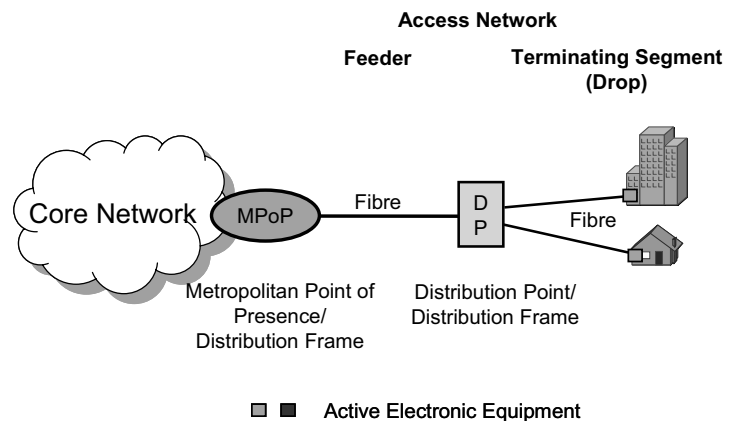 Access Network
Feeder
Terminating Segment
(Drop)
Core Network
MPoP
Fibre
D
P
Fibre
Metropolitan Point of
Presence/
Distribution Frame
Distribution Point/
Distribution Frame
Active Electronic Equipment